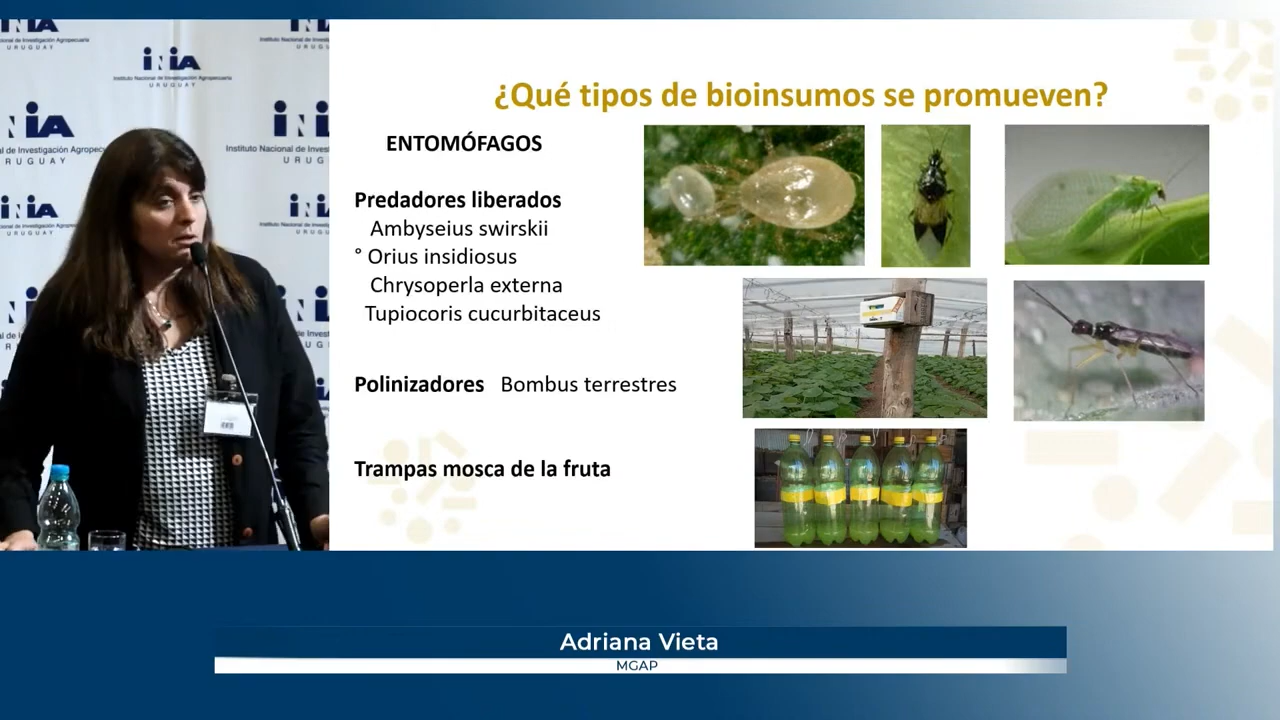 INiA
Instituto Nacional de Investigación Agropecuaria
URUGUAY
¿Qué tipos de bioinsumos se promueven?
ENTOMÓFAGOS
Predadores liberados
Ambyseius swirskii
° Orius insidiosus
Chrysoperla externa
Tupiocoris cucurbitaceus
Polinizadores Bombus terrestres
Trampas mosca de la fruta
Adriana Vieta
MGAP